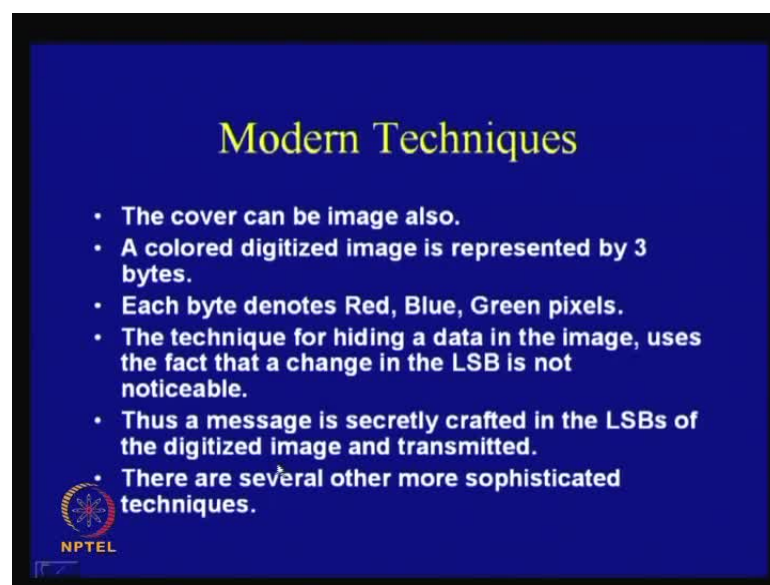 Modern Techniques
• The cover can be image also.
• A colored digitized image is represented by 3
bytes.
• Each byte denotes Red, Blue, Green pixels.
• The technique for hiding a data in the image, uses
the fact that a change in the LSB is not
noticeable.
• Thus a message is secretly crafted in the LSBs of
the digitized image and transmitted.
• There are several other more sophisticated
techniques.
NPTEL